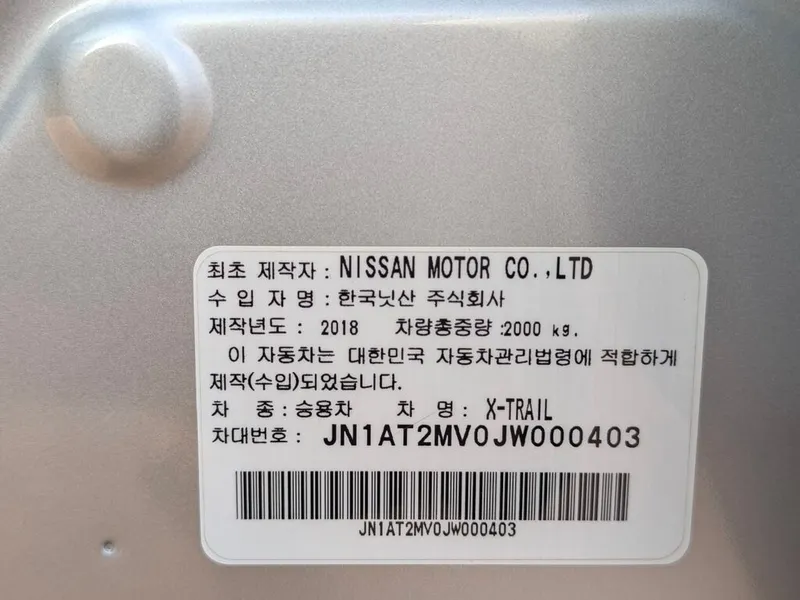 최초 제작자 : NISSAN MOTOR CO.,LTD
수 입 자 명 : 한국닛산 주식회사
제작년도 : 2018 차량총중량 :2000 kg.
이 자동차는 대한민국 자동차관리법령에 적합하게
제작(수입)되었습니다.
차 종 : 승용차 차 명 : X-TRAIL
차대번호 : JN1AT2MV0JW000403
JN1AT2MV0JW000403